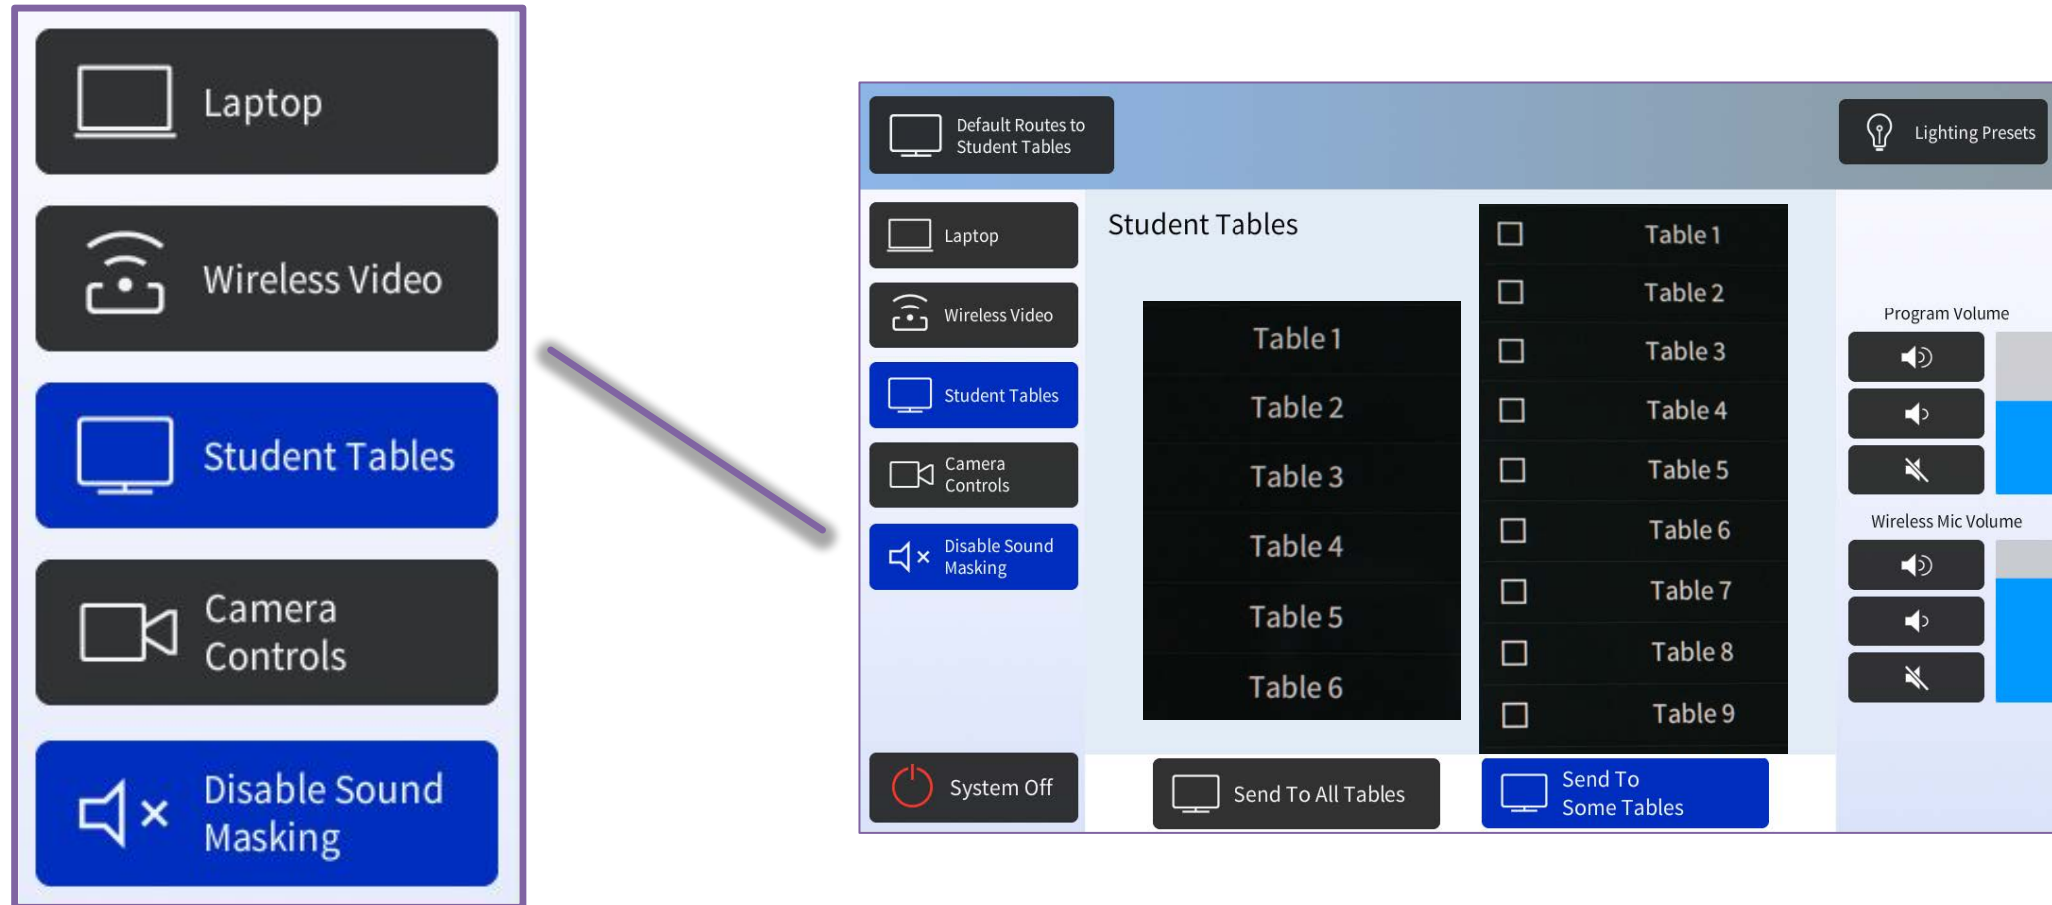 Laptop
Wireless Video
Student Tables
Camera
Controls
Disable Sound
Masking
Default Routes to
Student Tables
Lighting Presets
Laptop
Wireless Video
Student Tables
Camera
Controls
Disable Sound
Masking
System Off
Student Tables
Table 1
Table 2
Table 3
Table 4
Table 5
Table 6
Table 1
Table 2
Table 3
Table 4
Table 5
Table 6
Table 7
Table 8
Table 9
Send To All Tables
Send To
Some Tables
Program Volume
Wireless Mic Volume